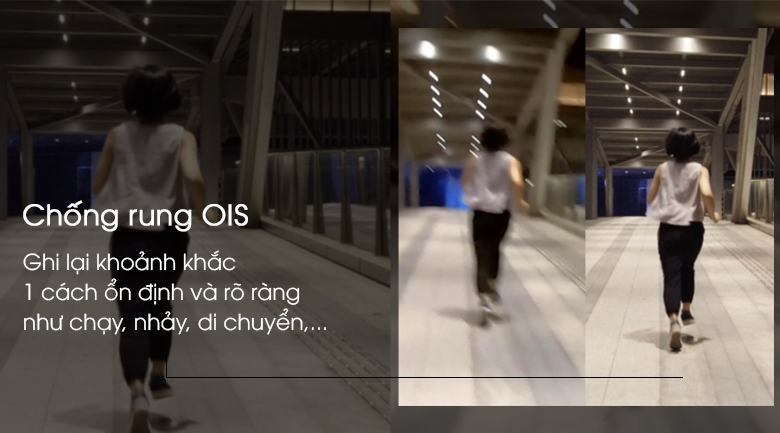 Chống rung OIS
Ghi lại khoảnh khắc
1 cách ổn định và rõ ràng
như chạy, nhảy, di chuyển,...